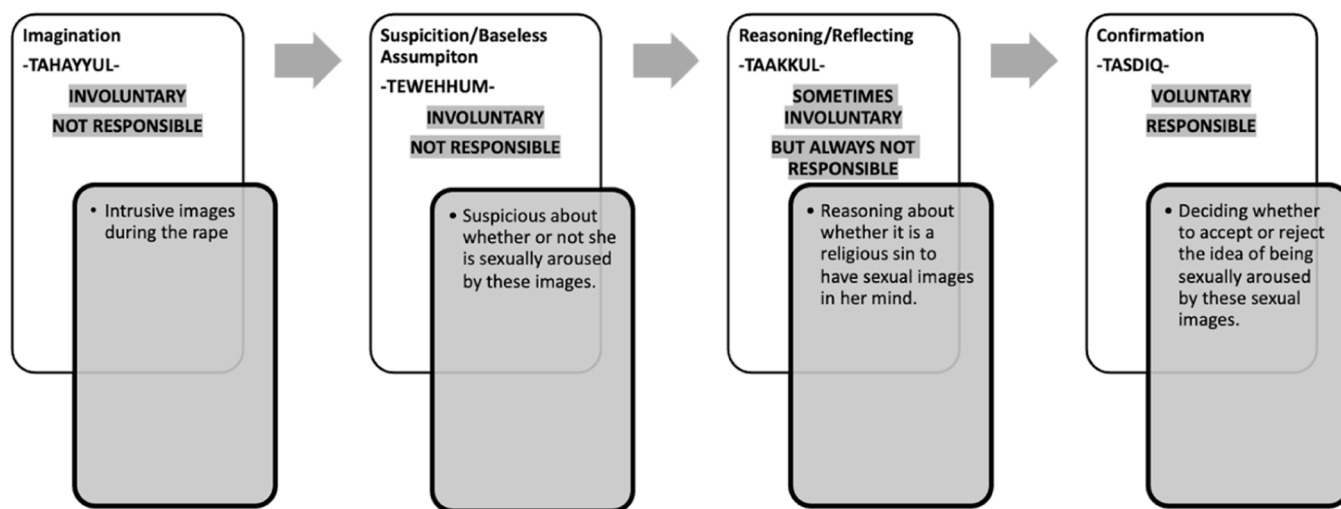 Imagination
-TAHAYYUL-
INVOLUNTARY
NOT RESPONSIBLE
• Intrusive images
during the rape
Suspicition/Baseless
Assumpiton
-TEWEHHUM-
INVOLUNTARY
NOT RESPONSIBLE
• Suspicious about
whether or not she
is sexually aroused
by these images.
Reasoning/Reflecting
-TAAKKUL-
SOMETIMES
INVOLUNTARY
BUT ALWAYS NOT
RESPONSIBLE
• Reasoning about
whether it is a
religious sin to
have sexual images
in her mind.
Confirmation
-TASDIQ-
VOLUNTARY
RESPONSIBLE
• Deciding whether
to accept or reject
the idea of being
sexually aroused
by these sexual
images.